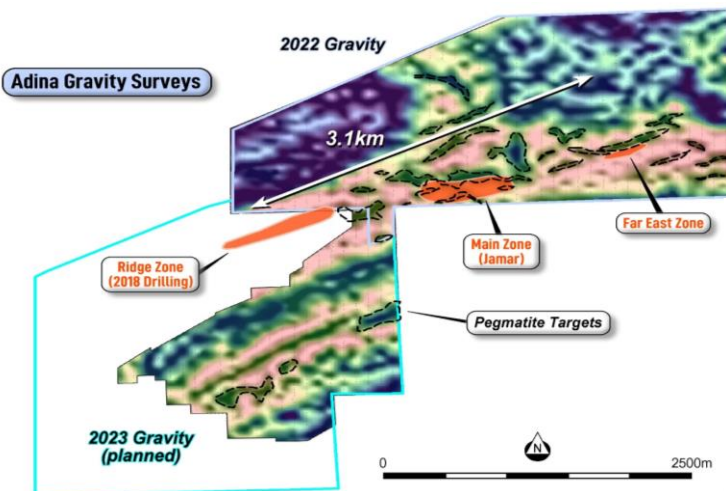 2022 Gravity
Adina Gravity Surveys
3.1km
Far East Zone
Main Zone
(Jamar)
Ridge Zone
(2018 Drilling)
Pegmatite Targets
2023 Gravity
(planned)
N
0
2500m